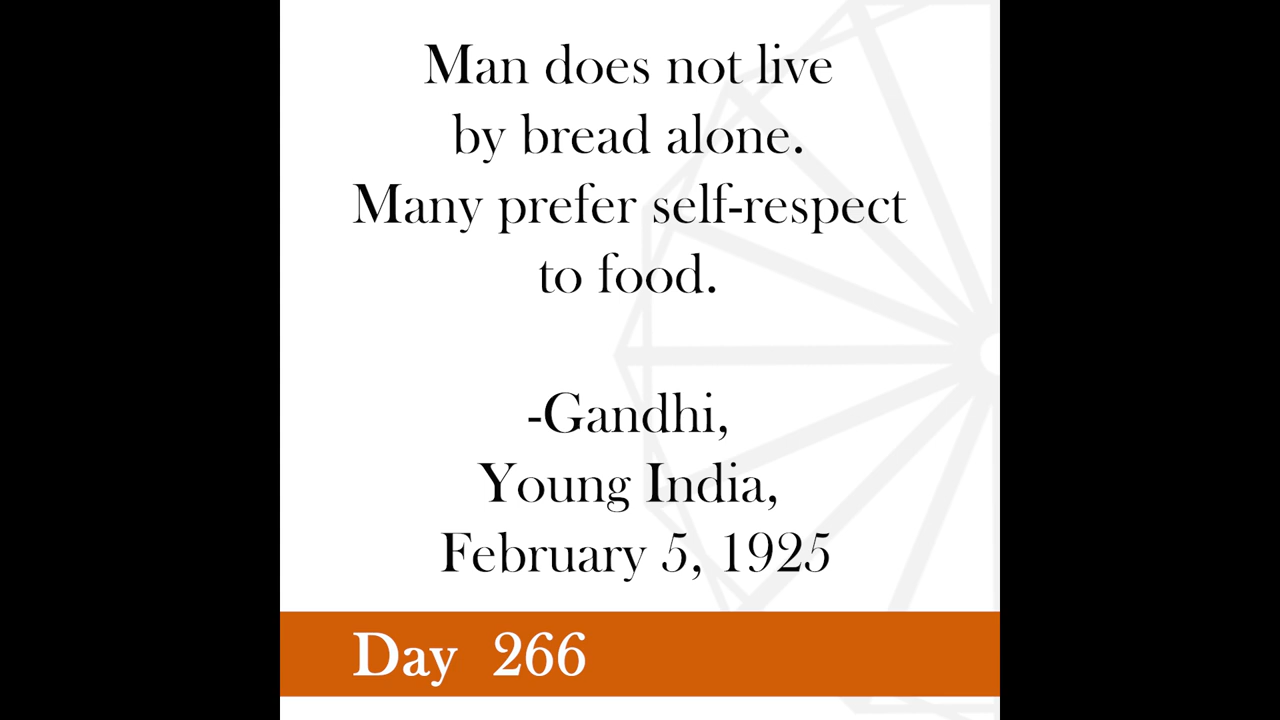 Man does not live
by bread alone.
Many prefer self-respect
to food.
-Gandhi,
Young India,
February 5, 1925
Day 266